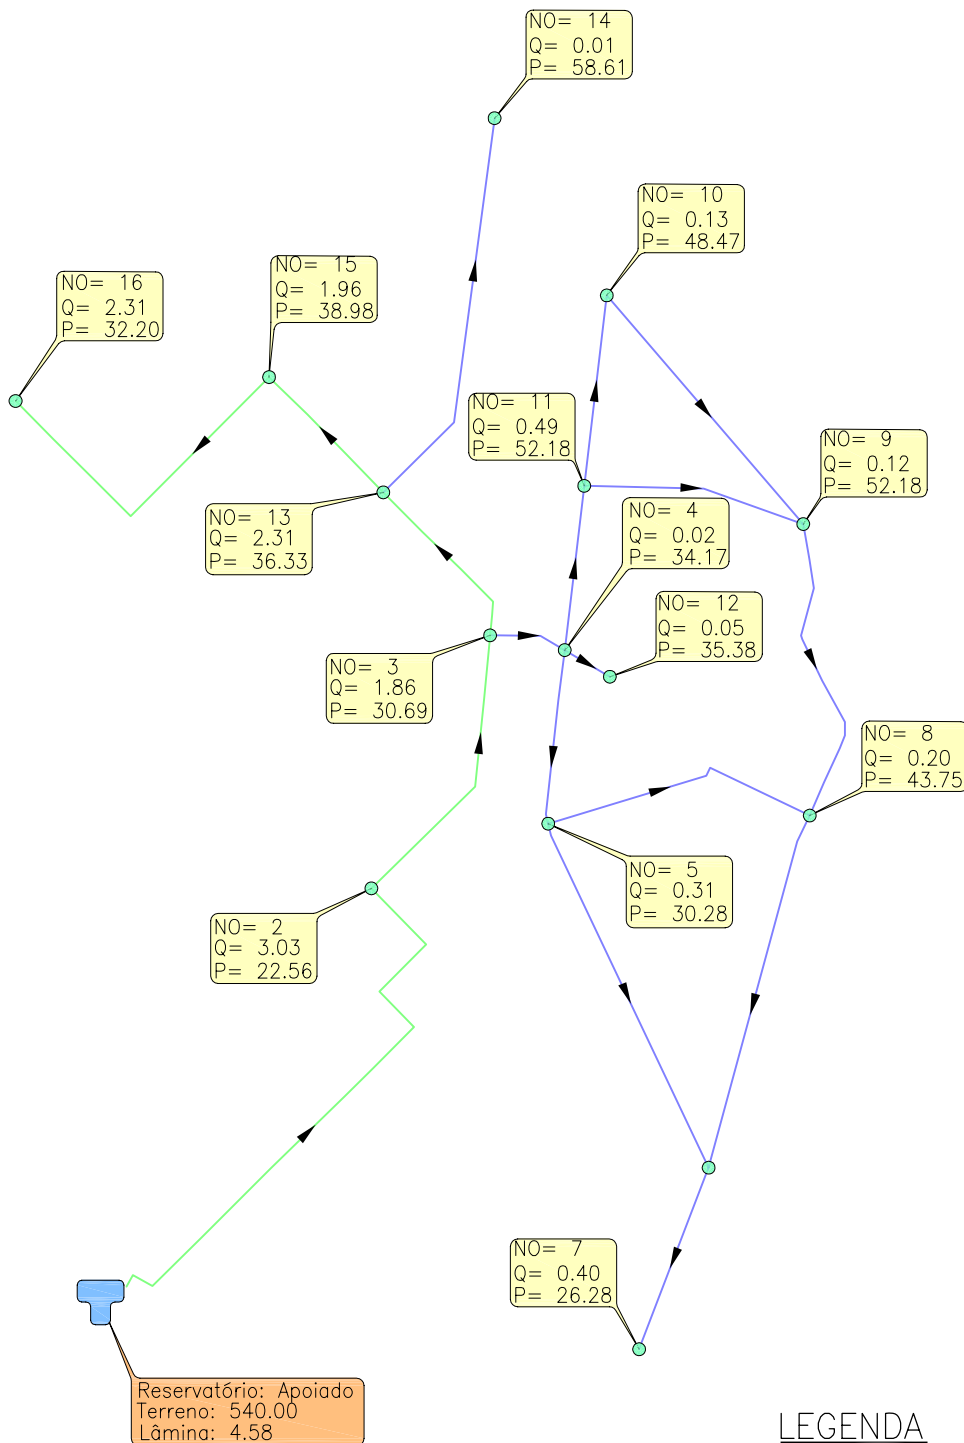 NO= 14
Q= 0.01
P= 58.61
NO= 10
Q= 0.13
P= 48.47
NO= 15
Q= 1.96
P= 38.98
NO= 16
Q= 2.31
P= 32.20
NO= 11
Q= 0.49
P= 52.18
NO= 9
Q= 0.12
P= 52.18
NO= 4
Q= 0.02
P= 34.17
NO= 13
Q= 2.31
P= 36.33
NO= 12
Q= 0.05
P= 35.38
NO= 3
Q= 1.86
P= 30.69
NO= 8
Q= 0.20
P= 43.75
NO= 5
Q= 0.31
P= 30.28
NO= 2
Q= 3.03
P= 22.56
NO= 7
Q= 0.40
P= 26.28
Reservatório: Apoiado
Terreno: 540.00
Lâmina: 4.58
LEGENDA